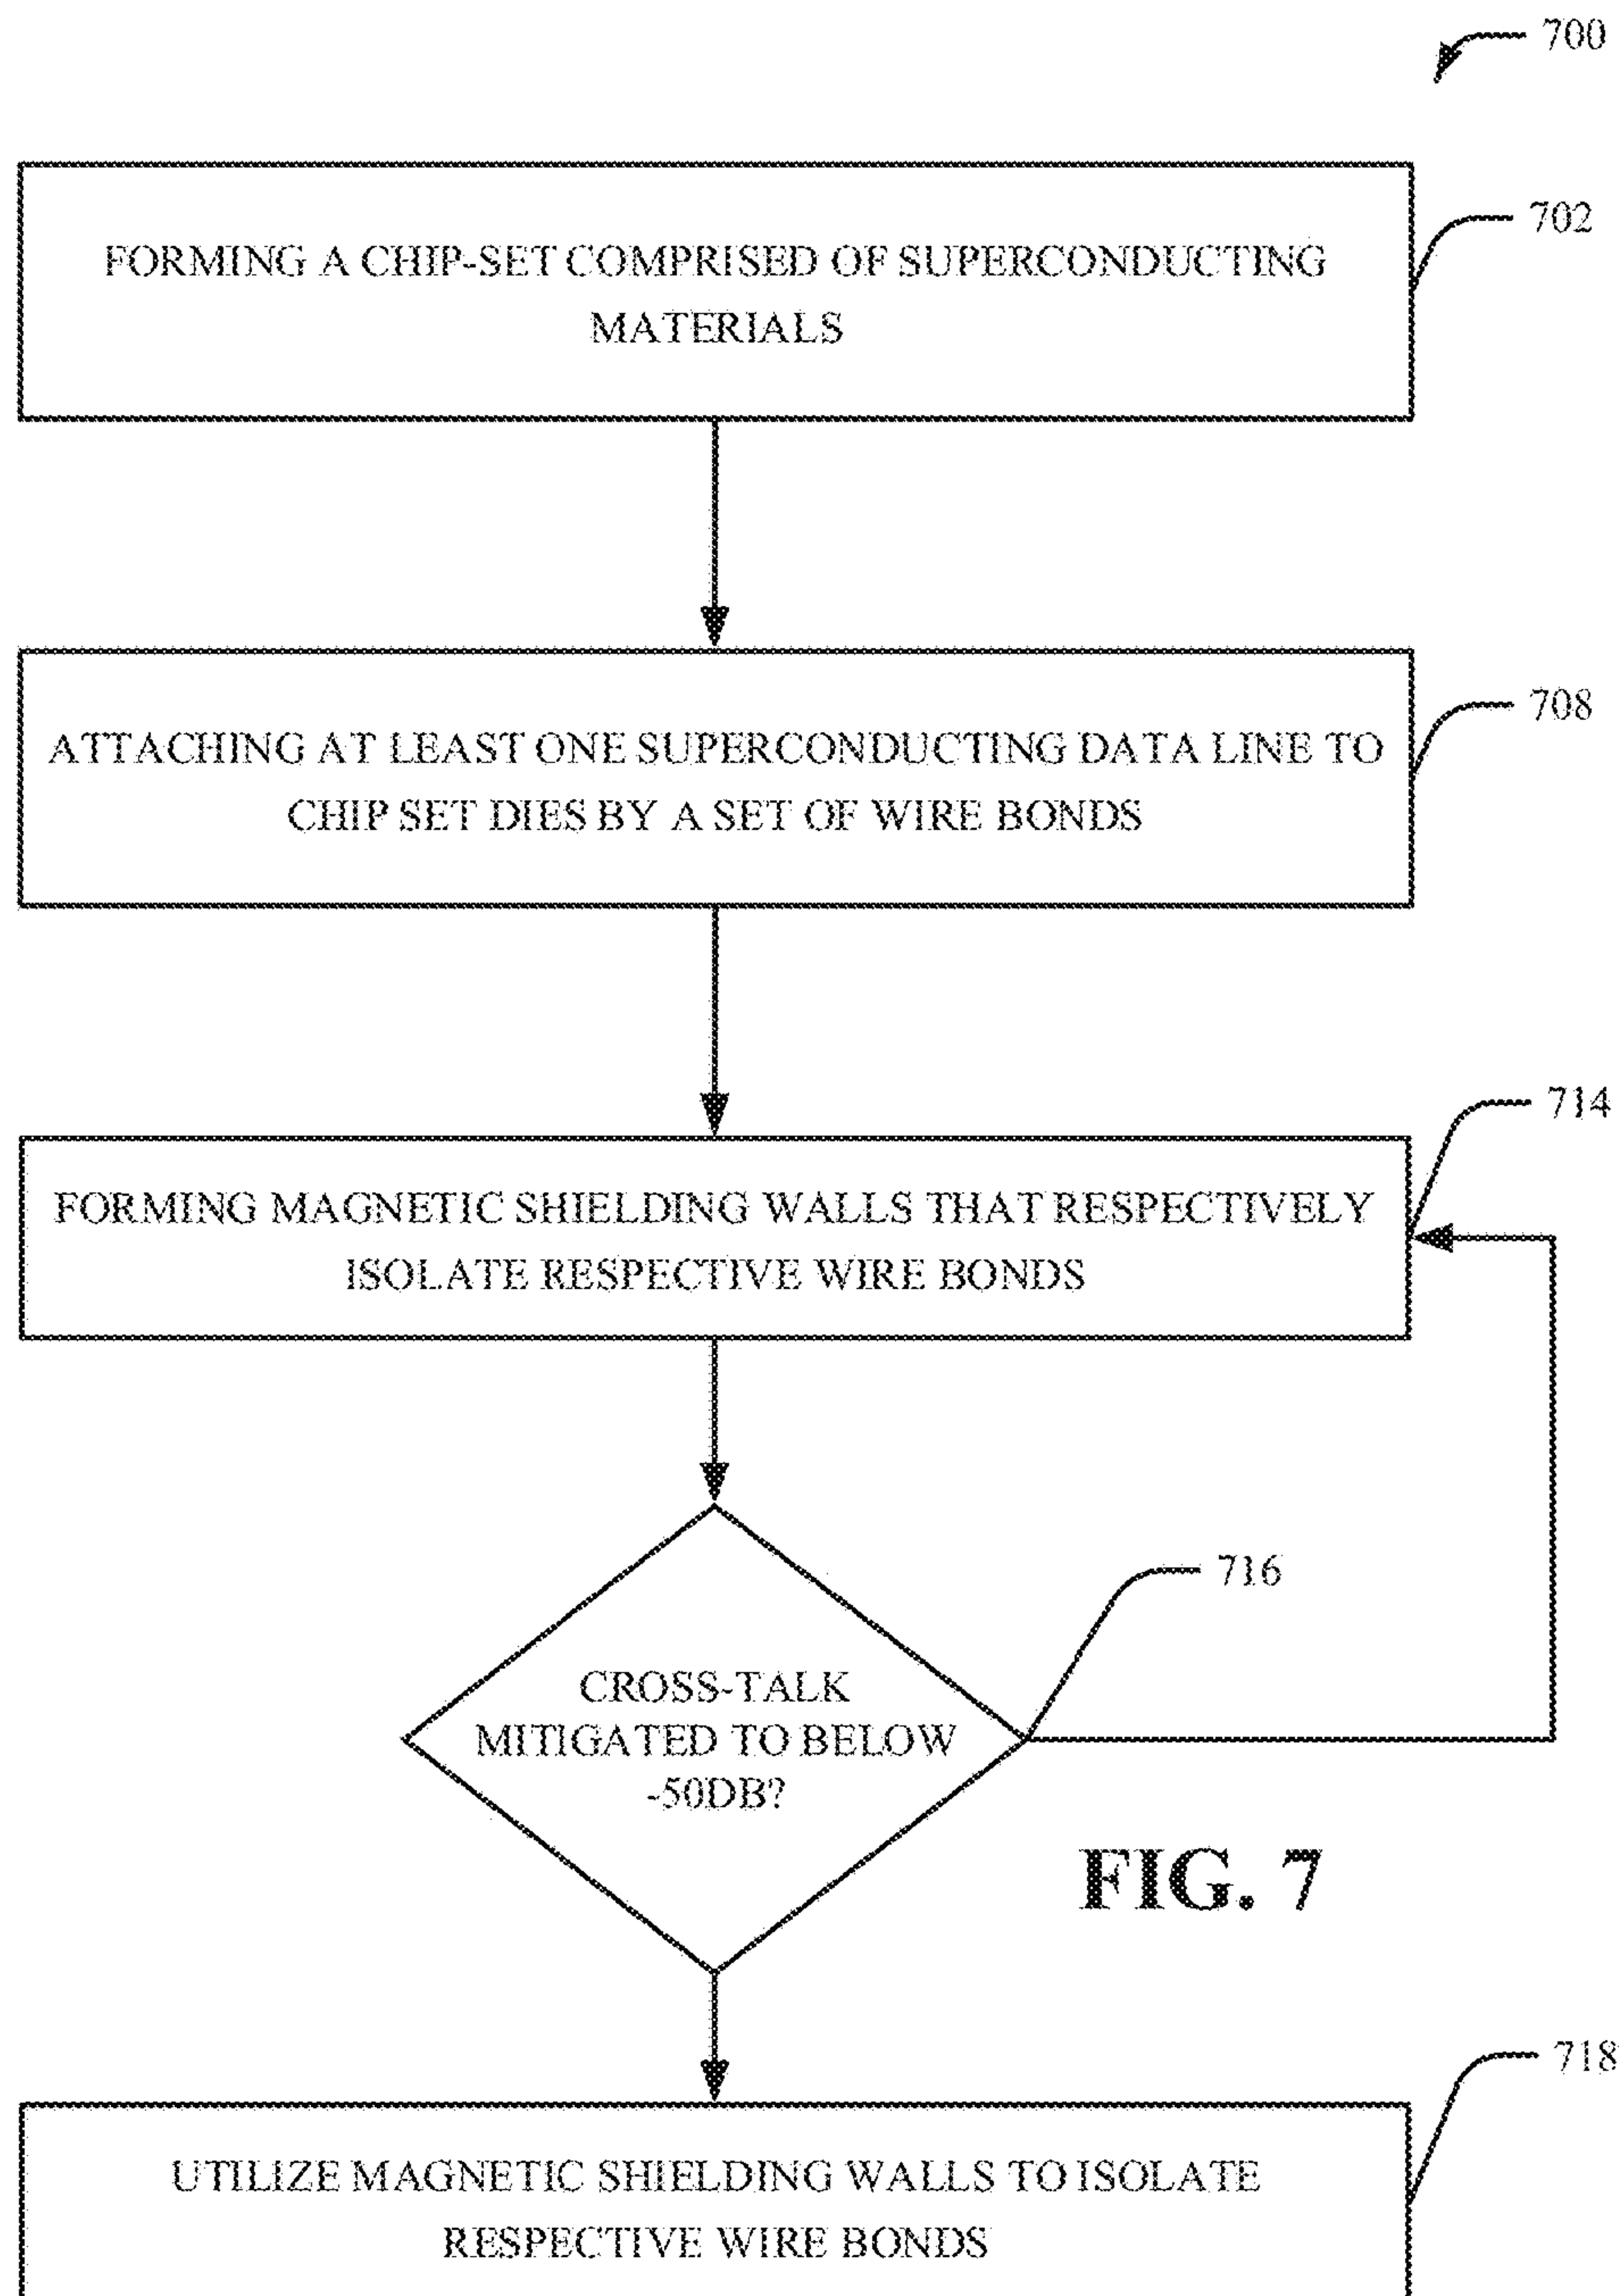 700
FORMING A CHIP-SET COMPRISED OF SUPERCONDUCTING
MATERIALS
702
ATTACHING AT LEAST ONE SUPERCONDUCTING DATA LINE TO
CHIP SET DIES BY A SET OF WIRE BONDS
708
FORMING MAGNETIC SHIELDING WALLS THAT RESPECTIVELY
ISOLATE RESPECTIVE WIRE BONDS
714
CROSS-TALK
MITIGATED TO BELOW
-50DB?
716
FIG. 7
UTILIZE MAGNETIC SHIELDING WALLS TO ISOLATE
RESPECTIVE WIRE BONDS
718